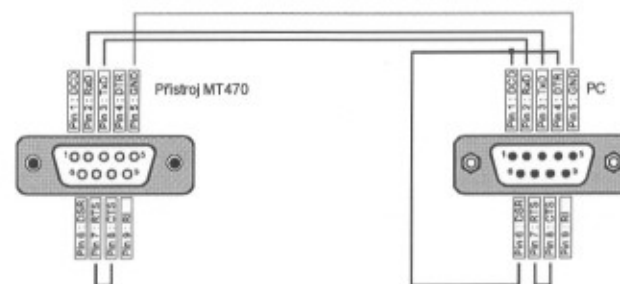 Pin 1 : DCD
Pin 2 : RxD
Pin 3 : TxD
Pin 4 : DTR
Pin 5 : GND
Přístroj MT470
Pin 1 : DCD
Pin 2 : RxD
Pin 3 : TxD
Pin 4 : DTR
Pin 5 : GND
PC
1 5
6 9
1 5
6 9
Pin 6 : DSR
Pin 7 : RTS
Pin 8 : CTS
Pin 9 : RI
Pin 6 : DSR
Pin 7 : RTS
Pin 8 : CTS
Pin 9 : RI